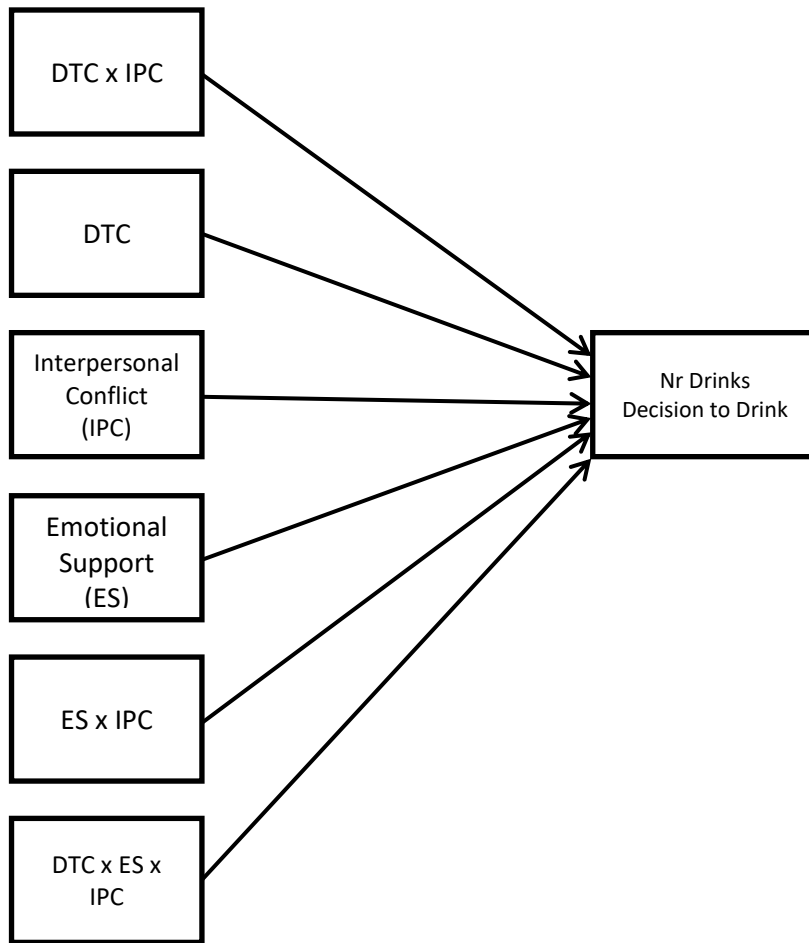 DTC x IPC
DTC
Interpersonal
Conflict
(IPC)
Nr Drinks
Decision to Drink
Emotional
Support
(ES)
ES x IPC
DTC x ES x
IPC